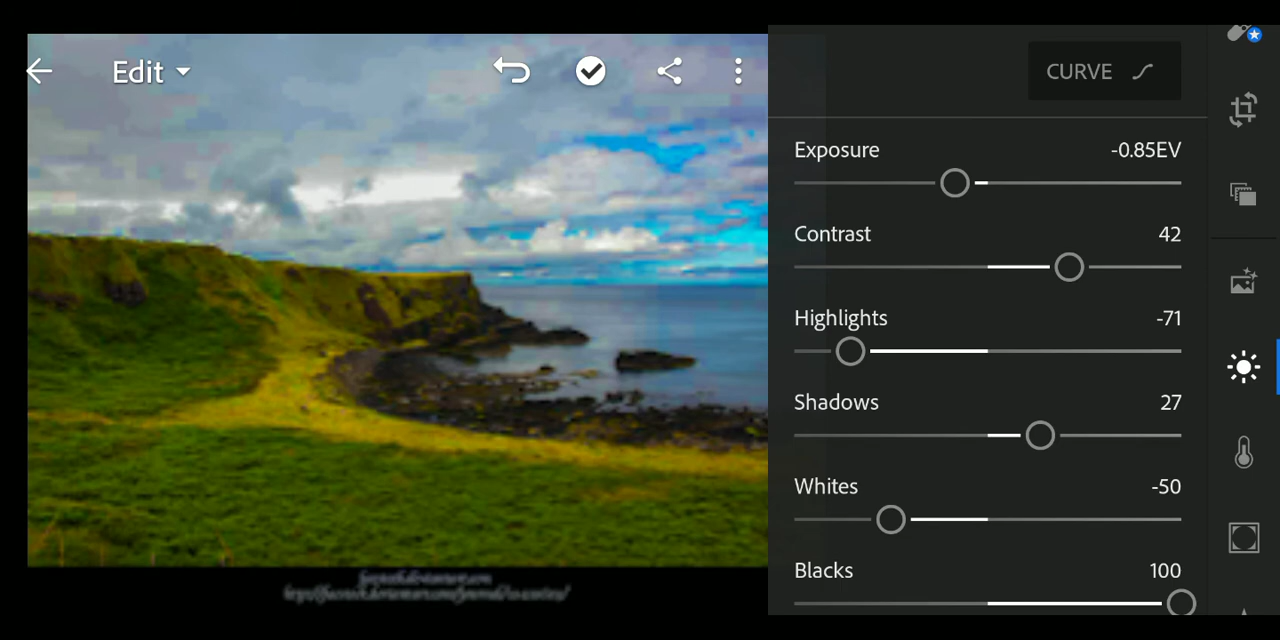 Edit
CURVE
Exposure -0.85EV
Contrast 42
Highlights -71
Shadows 27
Whites -50
Blacks 100